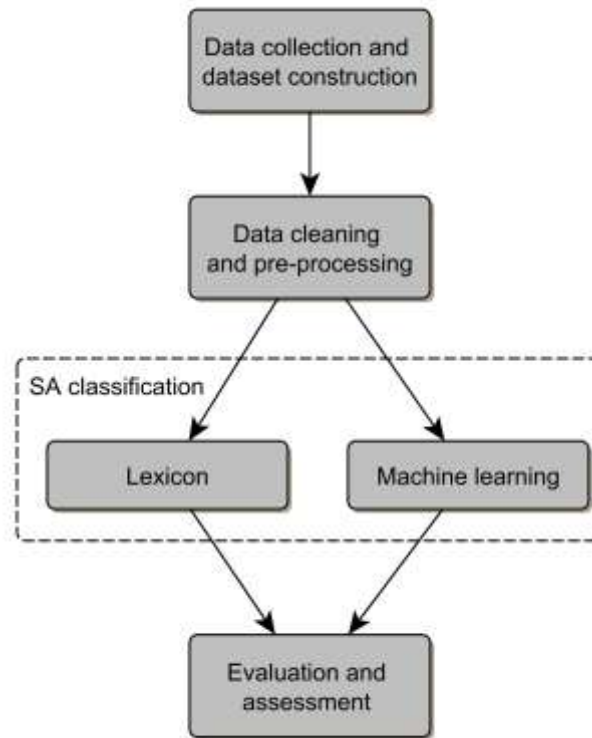 Data collection and
dataset construction
Data cleaning
and pre-processing
SA classification
Lexicon
Machine learning
Evaluation and
assessment